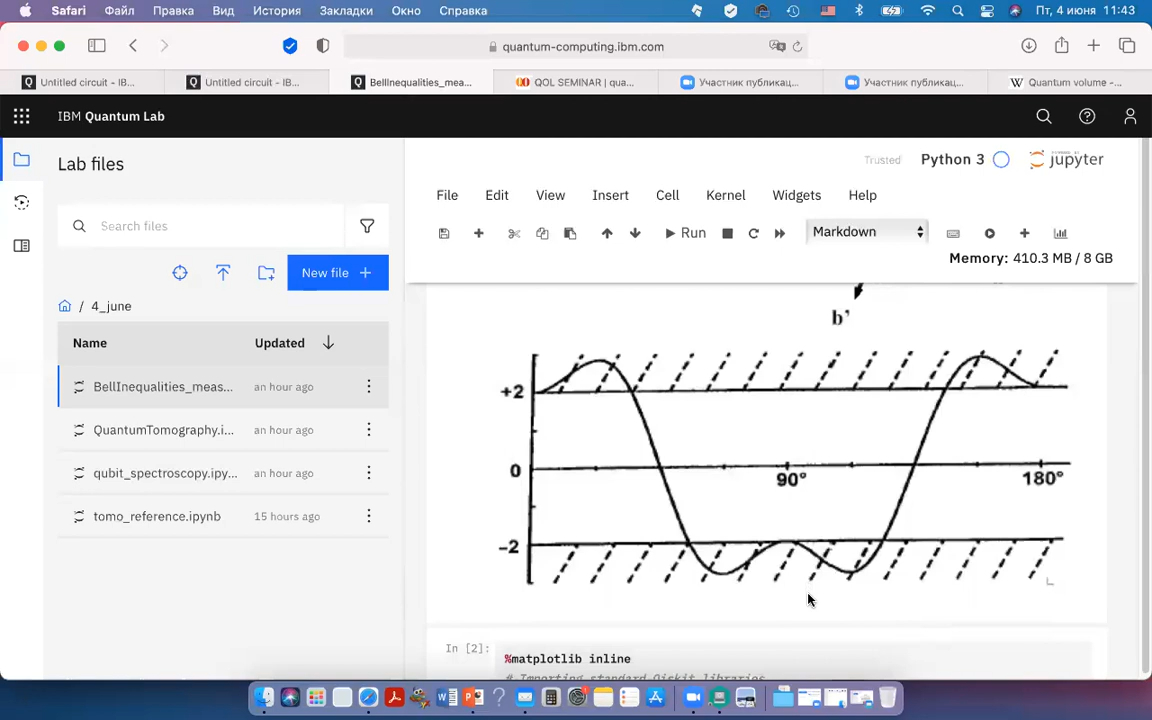 Safari Файл Правка Вид История Закладки Окно Справка Пт, 4 июня 11:43
quantum-computing.ibm.com
Untitled circuit - IB... Untitled circuit - IB... BellInequalities_mea... QOL SEMINAR | qua... Участник публикац... Участник публикац... Quantum volume -...
IBM Quantum Lab
Lab files
Trusted Python 3 jupyter
File Edit View Insert Cell Kernel Widgets Help
Search files
Run Markdown
Memory: 410.3 MB / 8 GB
New file +
/ 4_june
Name Updated
BellInequalities_meas... an hour ago
QuantumTomography.i... an hour ago
qubit_spectroscopy.ipy... an hour ago
tomo_reference.ipynb 15 hours ago
b'
+2
0
90°
180°
-2
In [2]:
%matplotlib inline
# Importing standard Qiskit libraries